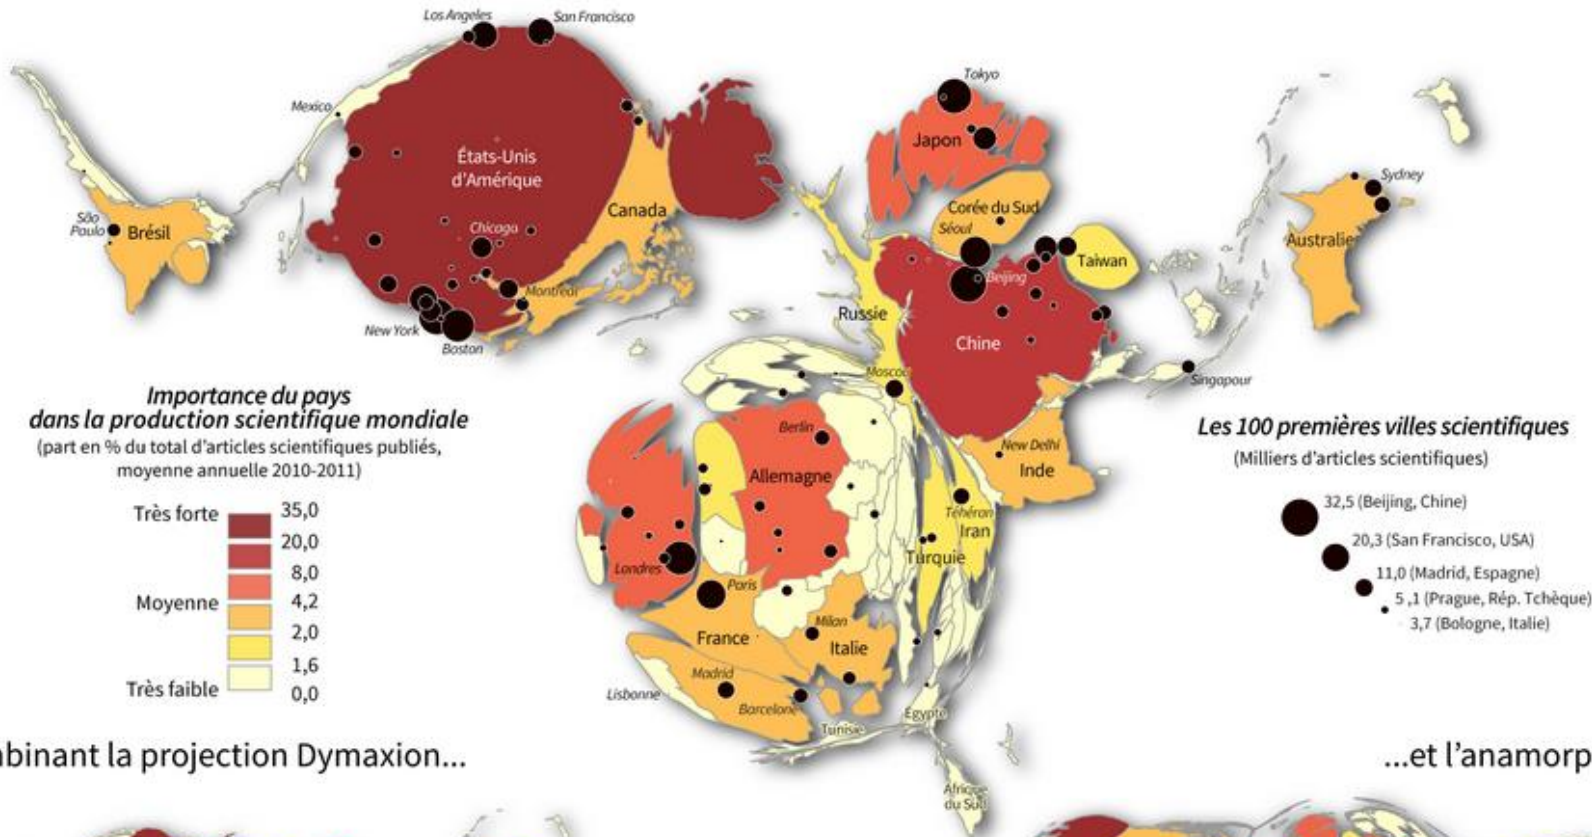 Los Angeles
San Francisco
Tokyo
Mexico
Japon
États-Unis
d'Amérique
Sydney
Canada
Corée du Sud
São
Paulo
Brésil
Chicago
Séoul
Australie
Taiwan
Beijing
Montréal
Russie
New York
Boston
Chine
Moscou
Singapour
Importance du pays
dans la production scientifique mondiale
(part en % du total d'articles scientifiques publiés,
moyenne annuelle 2010-2011)
Très forte
35,0
20,0
8,0
Moyenne
4,2
2,0
1,6
Très faible
0,0
Berlin
Allemagne
New Delhi
Inde
Téhéran
Iran
Turquie
Londres
Paris
France
Milan
Italie
Madrid
Lisbonne
Barcelone
Tunisie
Égypte
Afrique
du Sud
Les 100 premières villes scientifiques
(Milliers d'articles scientifiques)
32,5 (Beijing, Chine)
20,3 (San Francisco, USA)
11,0 (Madrid, Espagne)
5 ,1 (Prague, Rép. Tchèque)
3,7 (Bologne, Italie)
binant la projection Dymaxion...
...et l'anamorp